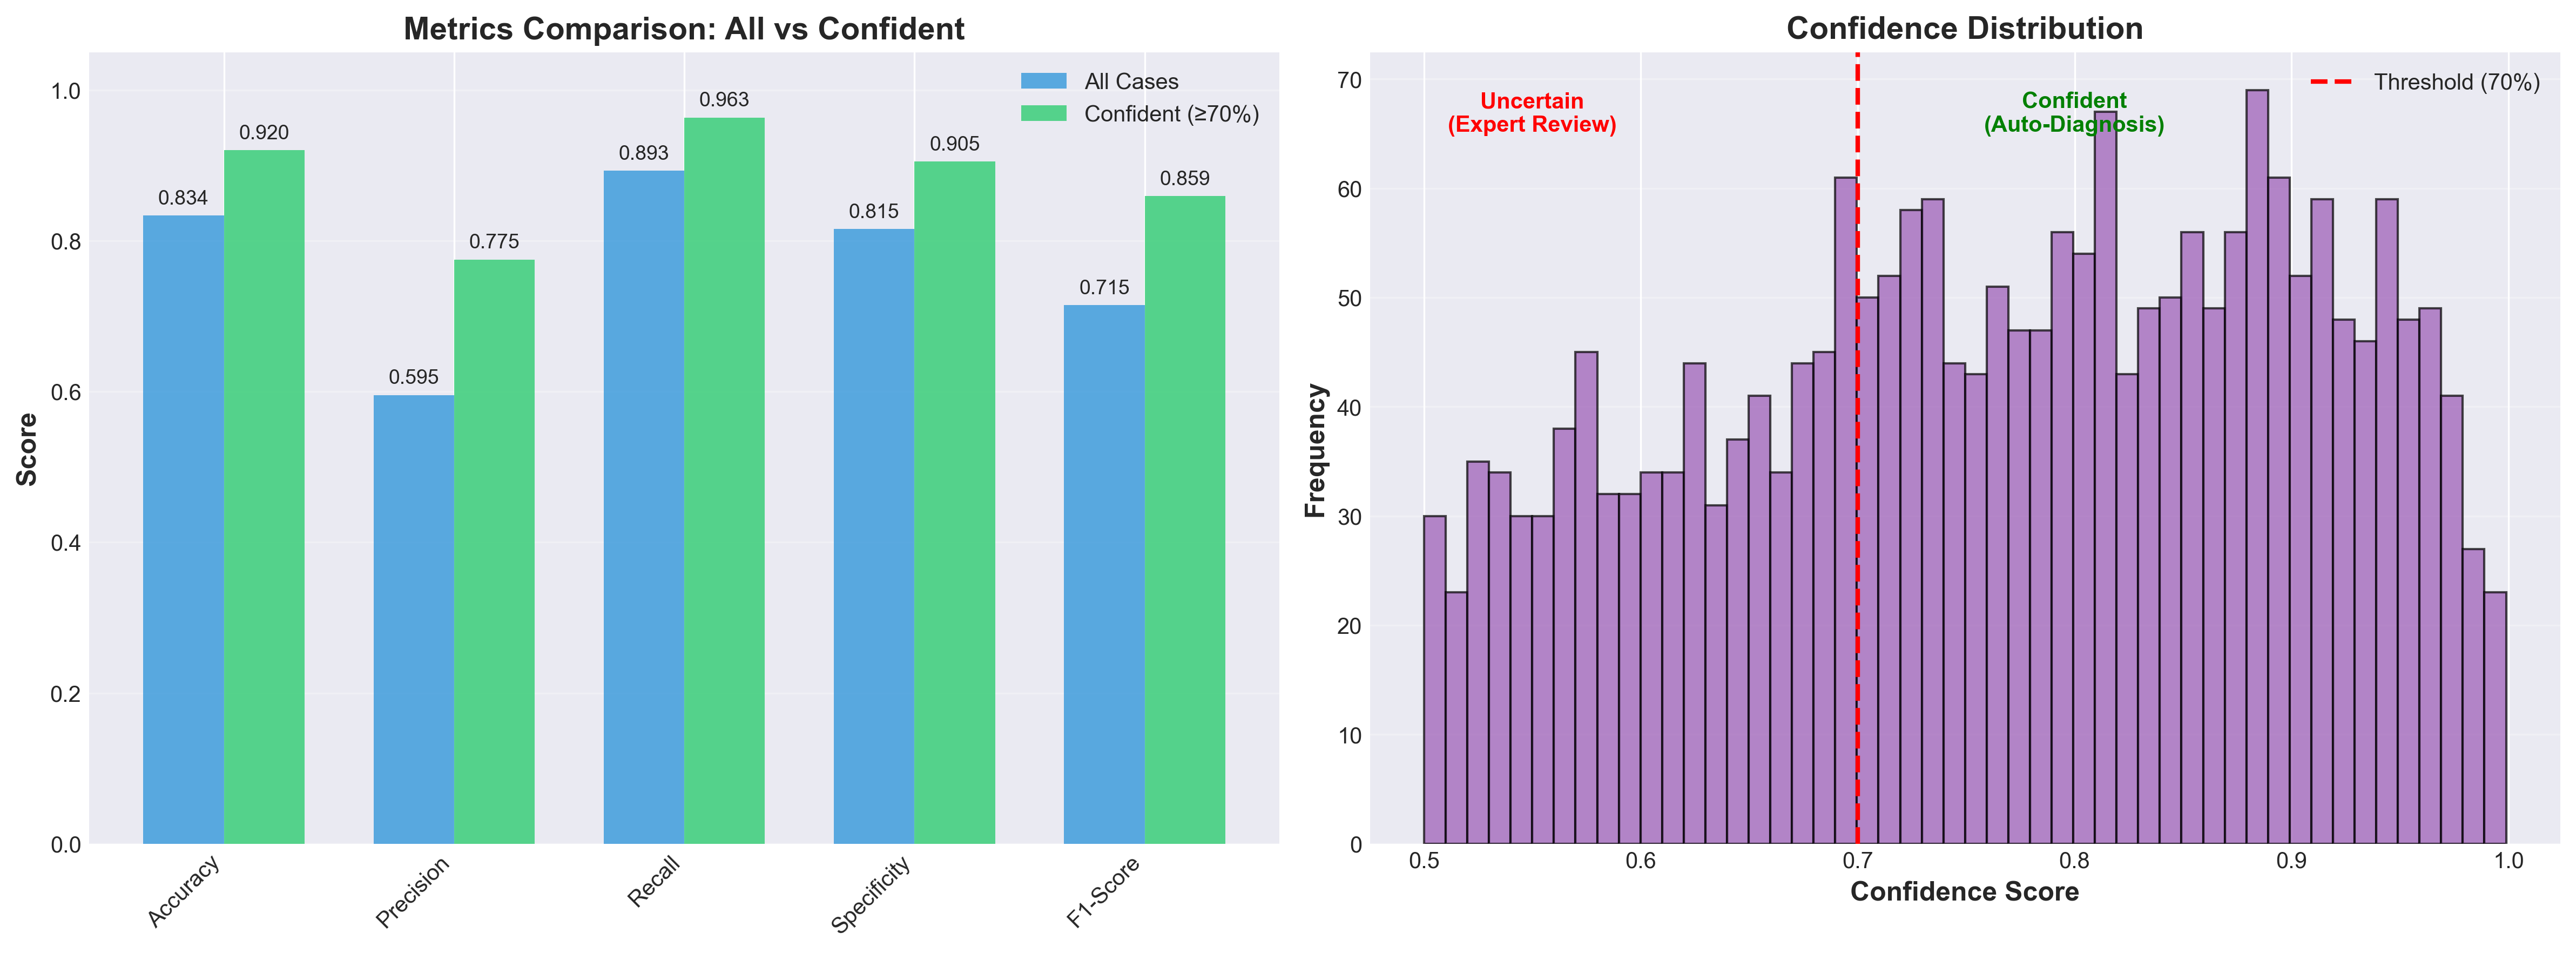 Metrics Comparison: All vs Confident
All Cases
Confident (≥70%)
Score
1.0
0.8
0.6
0.4
0.2
0.0
0.834
0.920
0.595
0.775
0.893
0.963
0.815
0.905
0.715
0.859
Accuracy
Precision
Recall
Specificity
F1-Score
Confidence Distribution
Threshold (70%)
Uncertain
(Expert Review)
Confident
(Auto-Diagnosis)
Frequency
70
60
50
40
30
20
10
0
0.5
0.6
0.7
0.8
0.9
1.0
Confidence Score